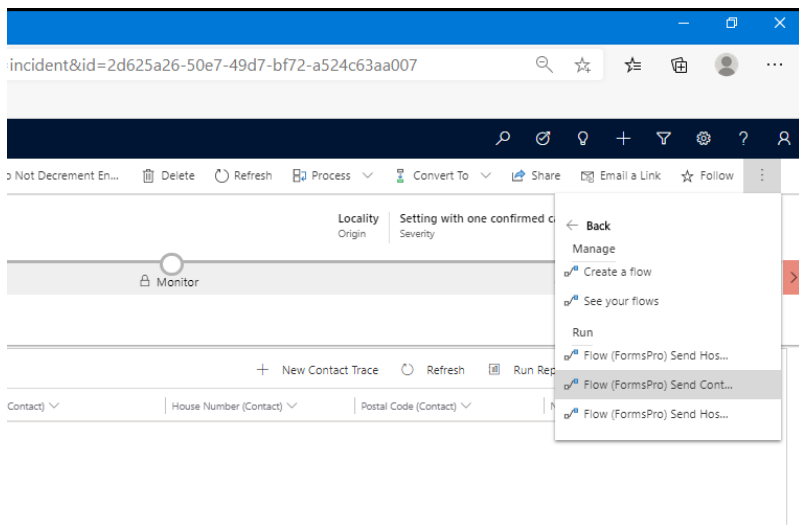 =incident&id=2d625a26-50e7-49d7-bf72-a524c63aa007
Not Decrement En... Delete Refresh Process Convert To Share Email a Link Follow
Locality
Origin
Setting with one confirmed
Severity
Monitor
Back
Manage
Create a flow
See your flows
Run
Flow (FormsPro) Send Hos...
Flow (FormsPro) Send Cont...
Flow (FormsPro) Send Hos...
New Contact Trace Refresh Run Rep
Contact) House Number (Contact) Postal Code (Contact)